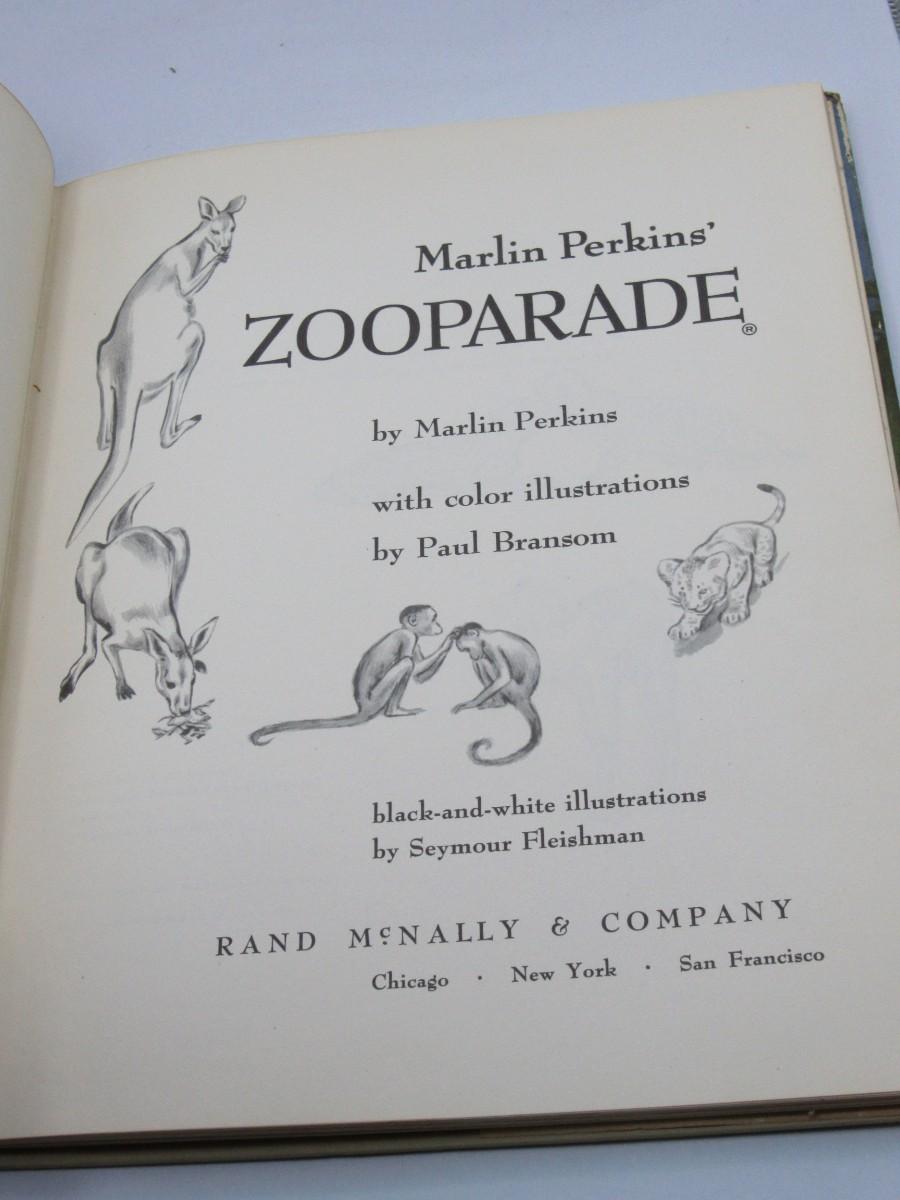 Marlin Perkins'
ZOOPARADE®
by Marlin Perkins
with color illustrations
by Paul Bransom
black-and-white illustrations
by Seymour Fleishman
RAND McNALLY & COMPANY
Chicago · New York · San Francisco